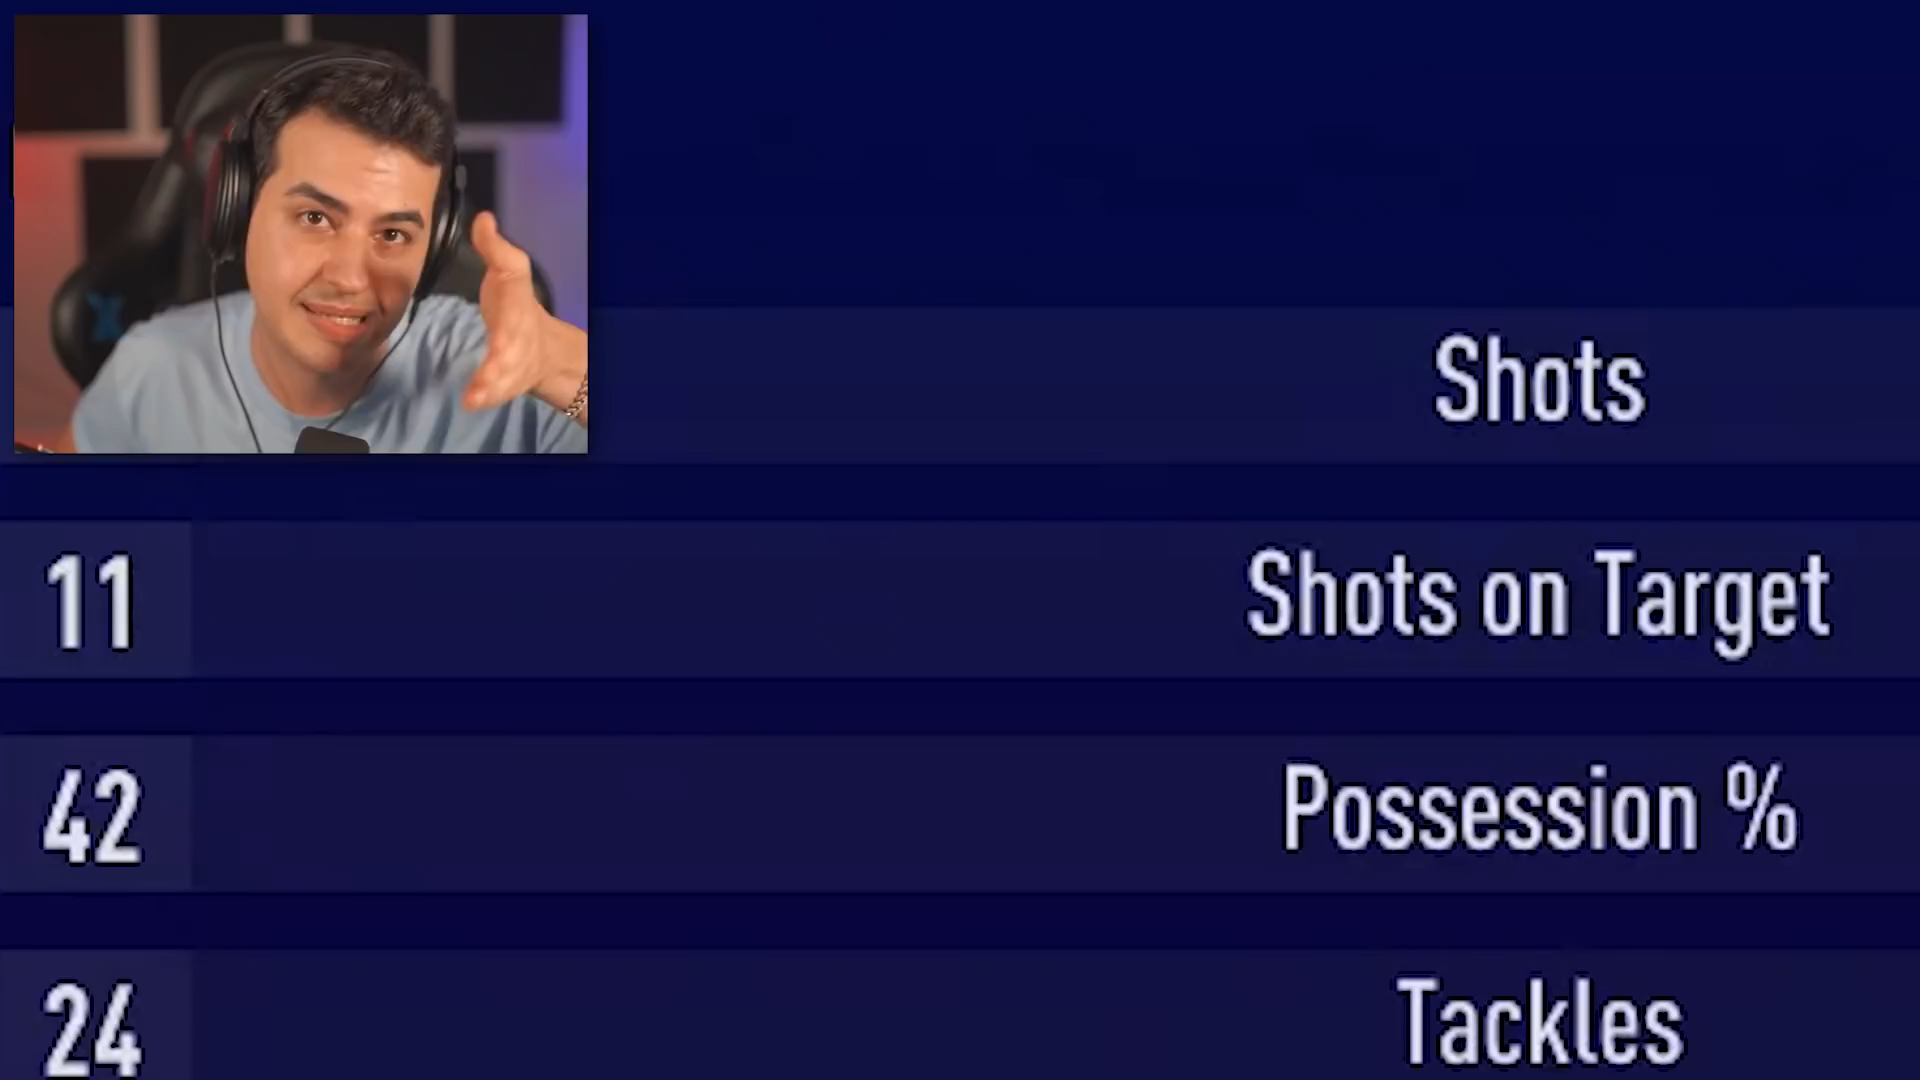 Shots
11 Shots on Target
42 Possession %
24 Tackles